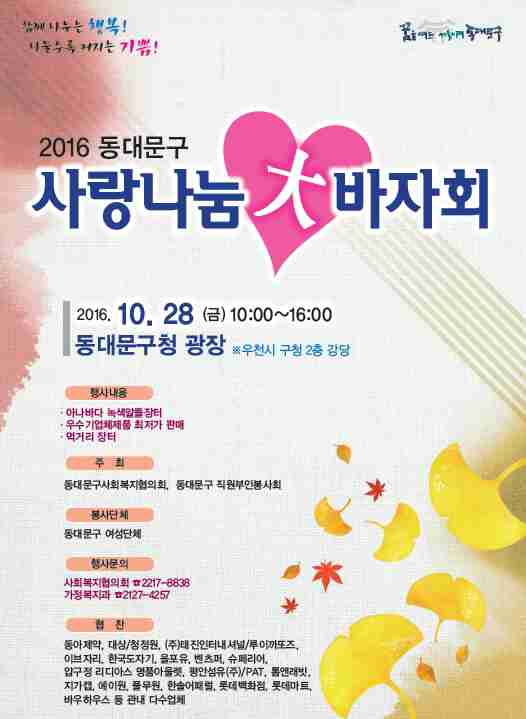 함께 나누는 행복!
나눌수록 커지는 기쁨!
꿈을 여는 동대문구
2016 동대문구
사랑나눔 大 바자회
2016. 10. 28 (금) 10:00~16:00
동대문구청 광장 ※우천시 구청 2층 강당
행사내용
· 아나바다 녹색알뜰장터
· 우수기업체제품 최저가 판매
· 먹거리 장터
주 최
동대문구사회복지협의회, 동대문구 직원부인봉사회
봉사단체
동대문구 여성단체
행사문의
사회복지협의회 ☎2217-8838
가정복지과 ☎2127-4257
협 찬
동아제약, 대상/청정원, (주)태진인터내셔널/루이까또즈,
이브자리, 한국도자기, 올포유, 벤츠퍼, 슈페리어,
압구정 리디아스 명품아울렛, 평안섬유(주)/PAT, 톰앤래빗,
지가캡, 에이원, 풀무원, 한솔어패럴, 롯데백화점, 롯데마트,
바우하우스 등 관내 다수업체